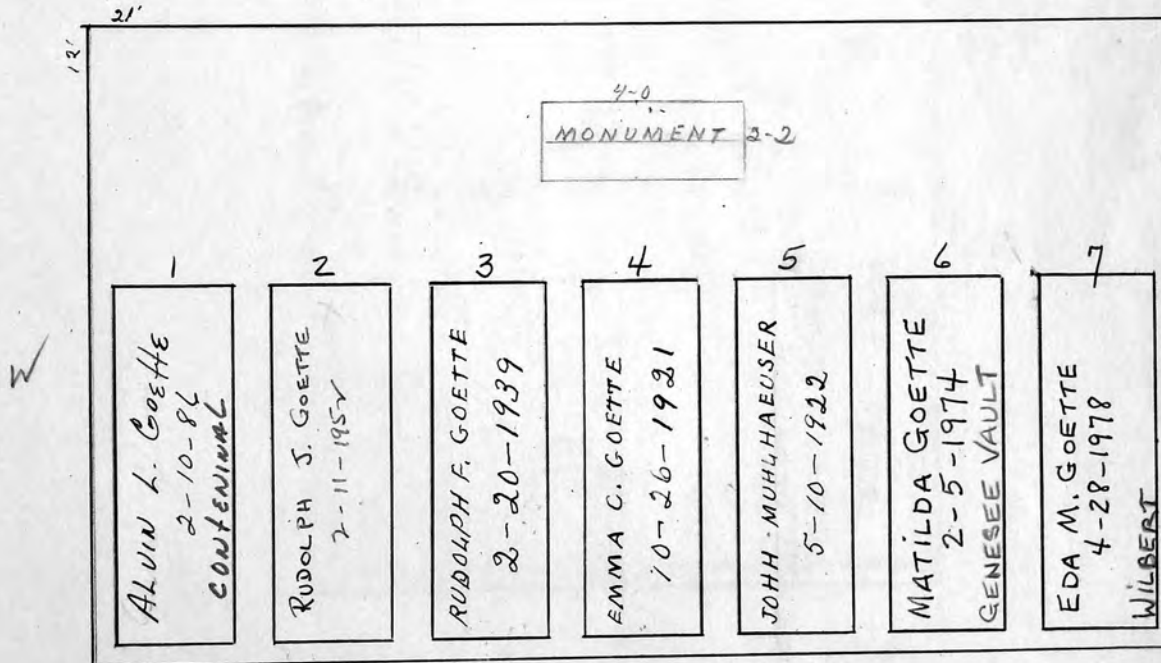 21'
12'
4-0
MONUMENT 2-2
N
1
ALVIN L. GOETTE
2-10-86
CONTENINAL
2
RUDOLPH J. GOETTE
2-11-1952
3
RUDOLPH F. GOETTE
2-20-1939
4
EMMA C. GOETTE
10-26-1921
5
JOHH MUHLHAEUSER
5-10-1922
6
MATILDA GOETTE
2-5-1974
GENESEE VAULT
7
EDA M. GOETTE
4-28-1978
WILBERT